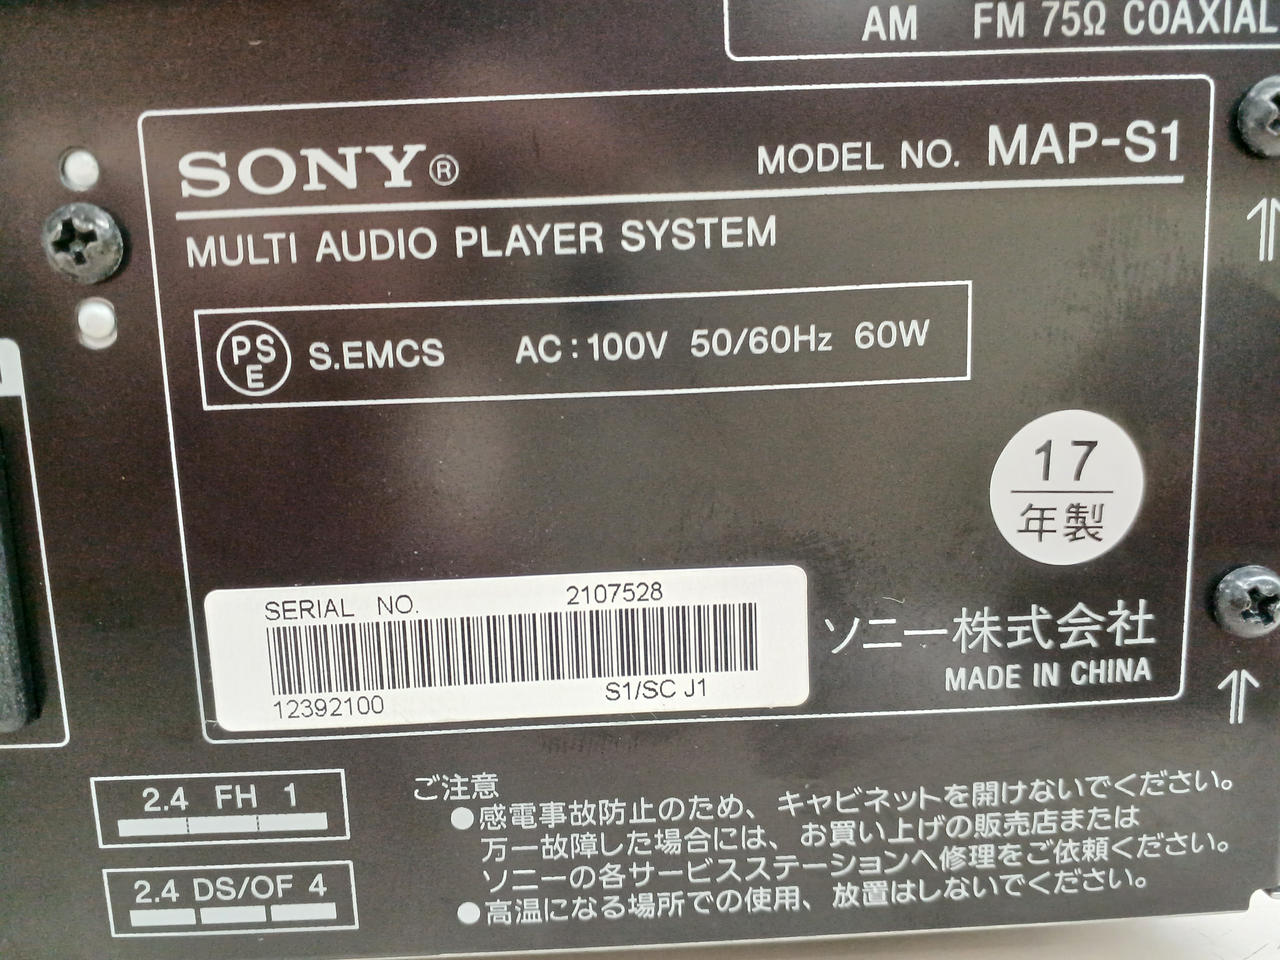 AM FM 75Ω COAXIAL
SONY®
MODEL NO. MAP-S1
MULTI AUDIO PLAYER SYSTEM
PSE S.EMCS AC:100V 50/60Hz 60W
17
年製
SERIAL NO. 2107528
12392100 S1/SC J1
ソニー株式会社
MADE IN CHINA
2.4 FH 1
2.4 DS/OF 4
ご注意
●感電事故防止のため、キャビネットを開けないでください。
万一故障した場合には、お買い上げの販売店または
ソニーの各サービスステーションへ修理をご依頼ください。
●高温になる場所での使用、放置はしないでください。